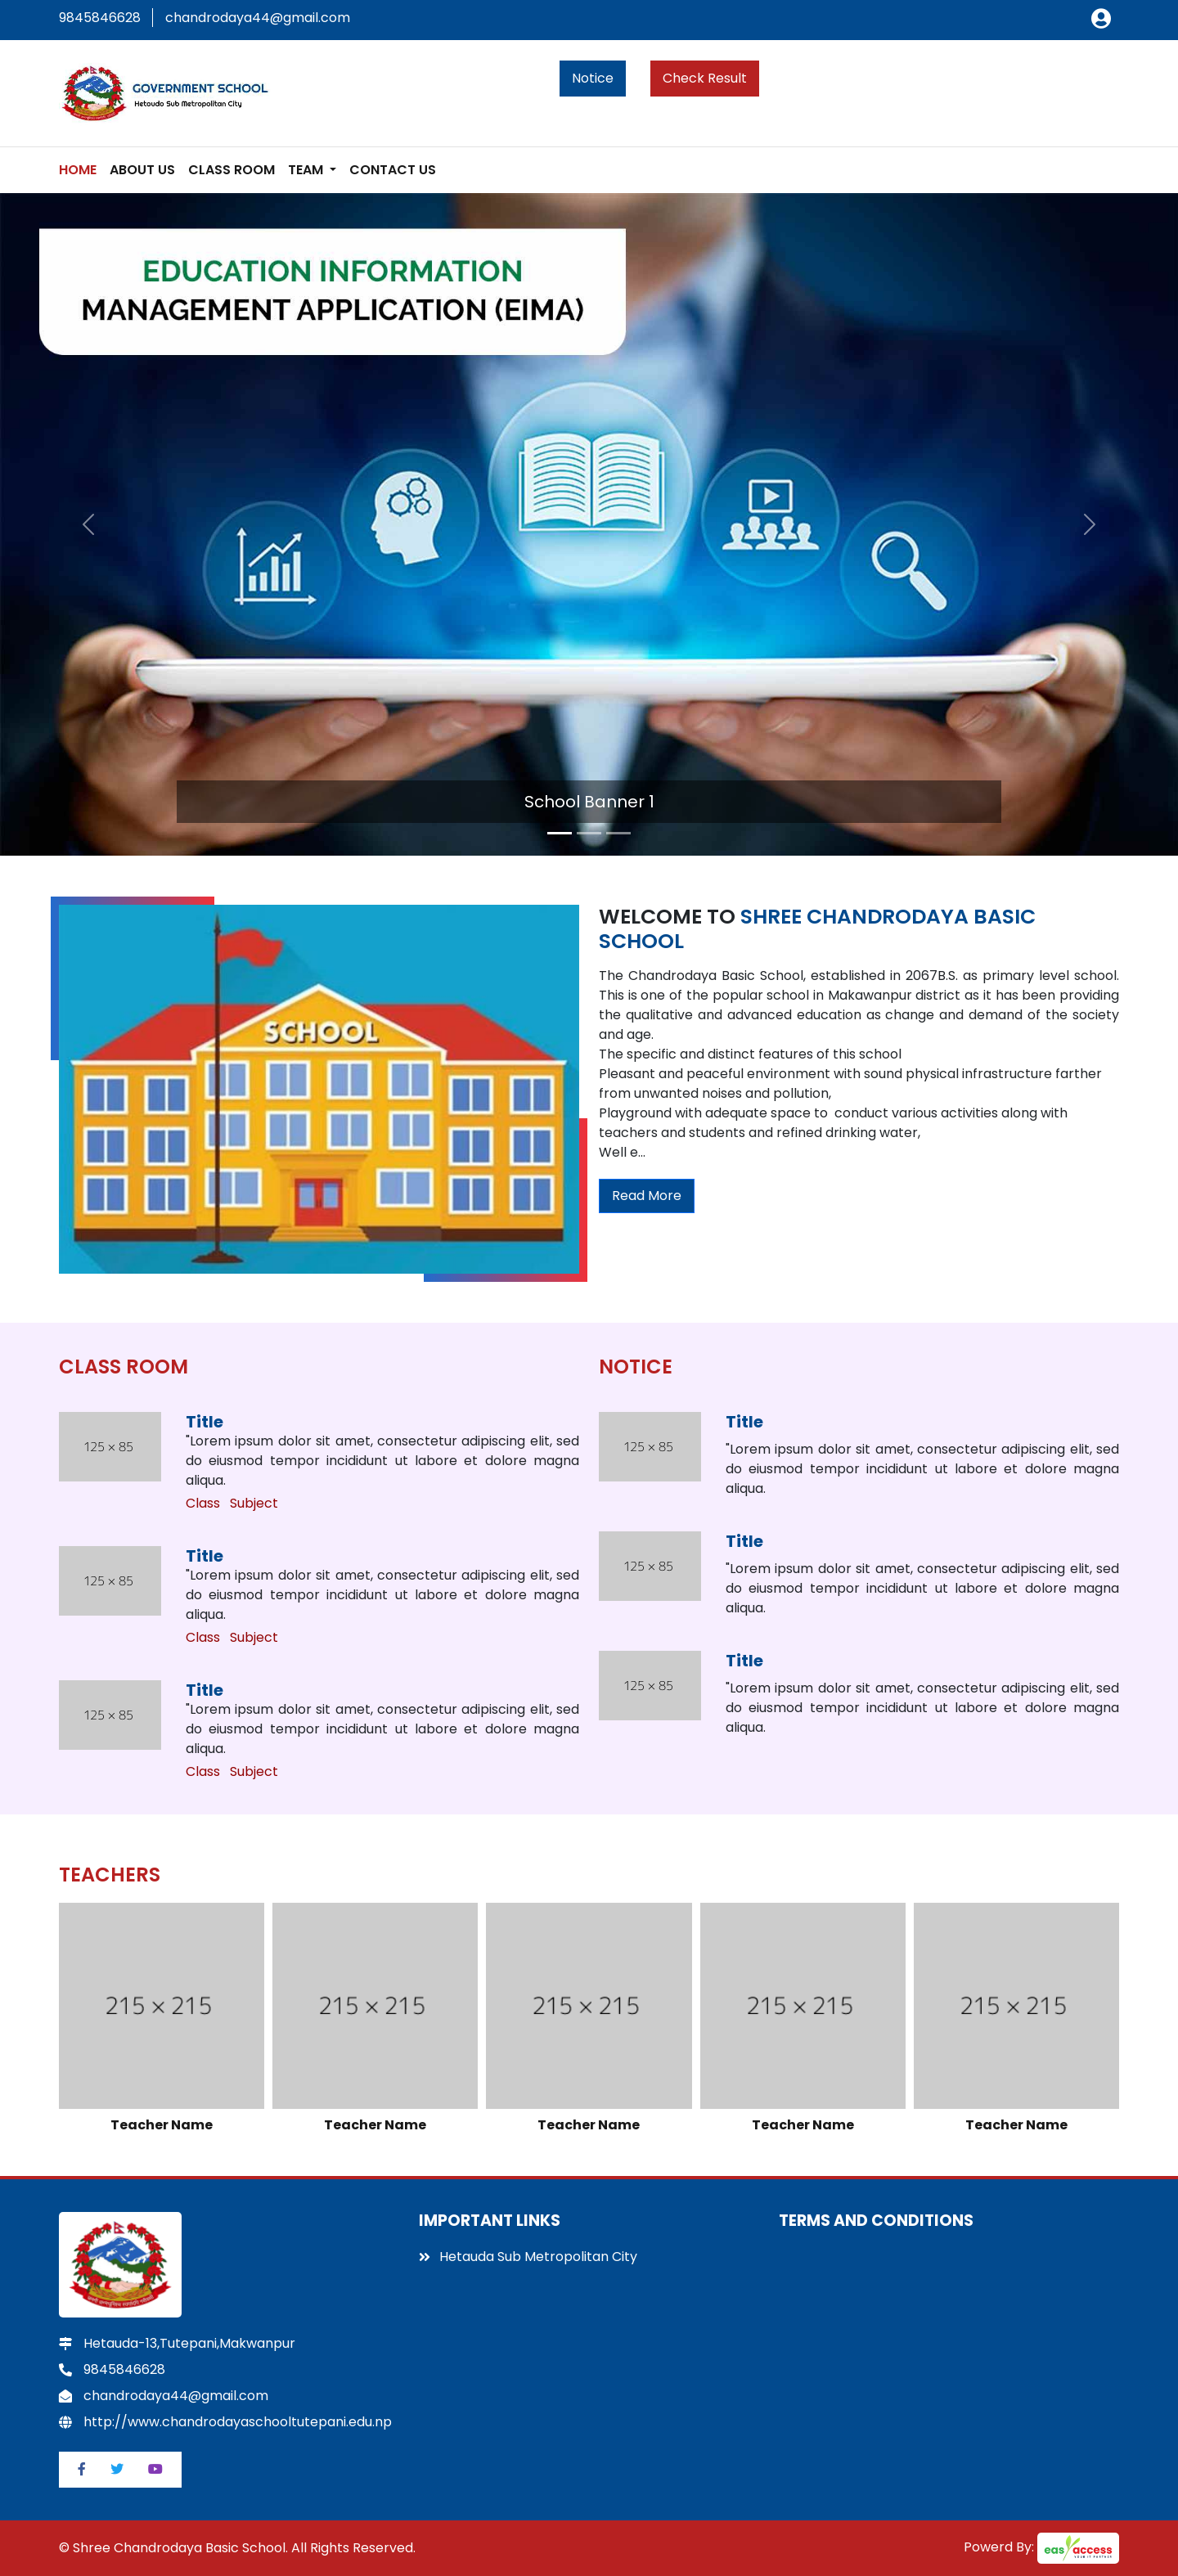 9845846628 chandrodaya44@gmail.com
GOVERNMENT SCHOOL
Hetouda Sub Metropolitan City
Notice Check Result
HOME ABOUT US CLASS ROOM TEAM CONTACT US
EDUCATION INFORMATION
MANAGEMENT APPLICATION (EIMA)
School Banner 1
SCHOOL
WELCOME TO SHREE CHANDRODAYA BASIC
SCHOOL
The Chandrodaya Basic School, established in 2067B.S. as primary level school.
This is one of the popular school in Makawanpur district as it has been providing
the qualitative and advanced education as change and demand of the society
and age.
The specific and distinct features of this school
Pleasant and peaceful environment with sound physical infrastructure farther
from unwanted noises and pollution,
Playground with adequate space to conduct various activities along with
teachers and students and refined drinking water,
Well e...
Read More
CLASS ROOM
125 × 85
Title
"Lorem ipsum dolor sit amet, consectetur adipiscing elit, sed
do eiusmod tempor incididunt ut labore et dolore magna
aliqua.
Class Subject
125 × 85
Title
"Lorem ipsum dolor sit amet, consectetur adipiscing elit, sed
do eiusmod tempor incididunt ut labore et dolore magna
aliqua.
Class Subject
125 × 85
Title
"Lorem ipsum dolor sit amet, consectetur adipiscing elit, sed
do eiusmod tempor incididunt ut labore et dolore magna
aliqua.
Class Subject
NOTICE
125 × 85
Title
"Lorem ipsum dolor sit amet, consectetur adipiscing elit, sed
do eiusmod tempor incididunt ut labore et dolore magna
aliqua.
125 × 85
Title
"Lorem ipsum dolor sit amet, consectetur adipiscing elit, sed
do eiusmod tempor incididunt ut labore et dolore magna
aliqua.
125 × 85
Title
"Lorem ipsum dolor sit amet, consectetur adipiscing elit, sed
do eiusmod tempor incididunt ut labore et dolore magna
aliqua.
TEACHERS
215 × 215 215 × 215 215 × 215 215 × 215 215 × 215
Teacher Name Teacher Name Teacher Name Teacher Name Teacher Name
Hetauda-13,Tutepani,Makwanpur
9845846628
chandrodaya44@gmail.com
http://www.chandrodayaschooltutepani.edu.np
IMPORTANT LINKS
Hetauda Sub Metropolitan City
TERMS AND CONDITIONS
© Shree Chandrodaya Basic School. All Rights Reserved.
Powerd By: easyaccess